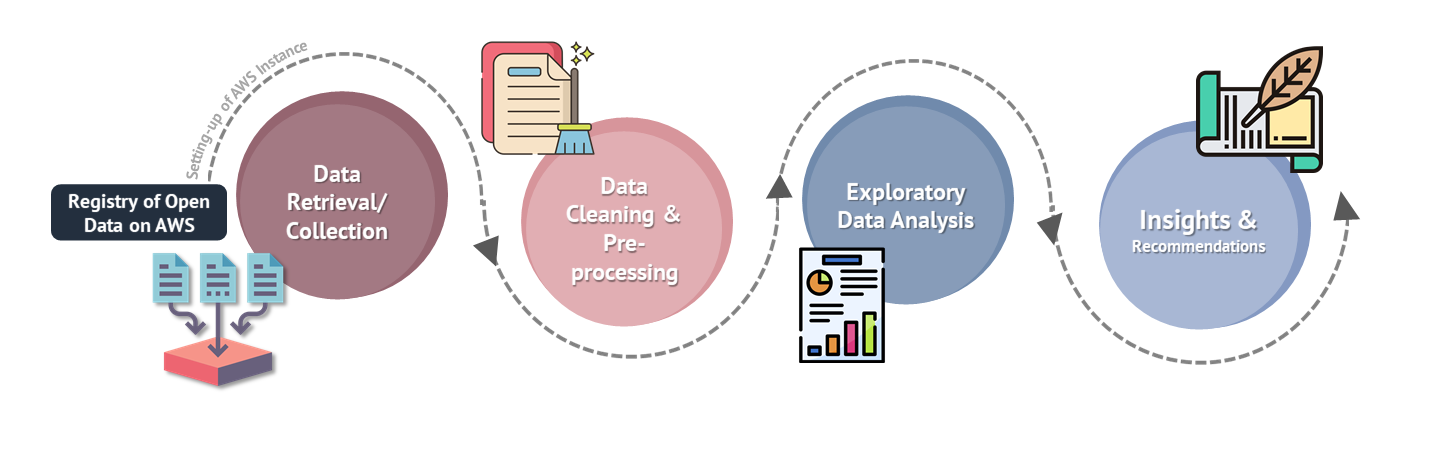 Setting-up of AWS Instance
Registry of Open
Data on AWS
Data
Retrieval/
Collection
Data
Cleaning &
Pre-
processing
Exploratory
Data Analysis
Insights &
Recommendations